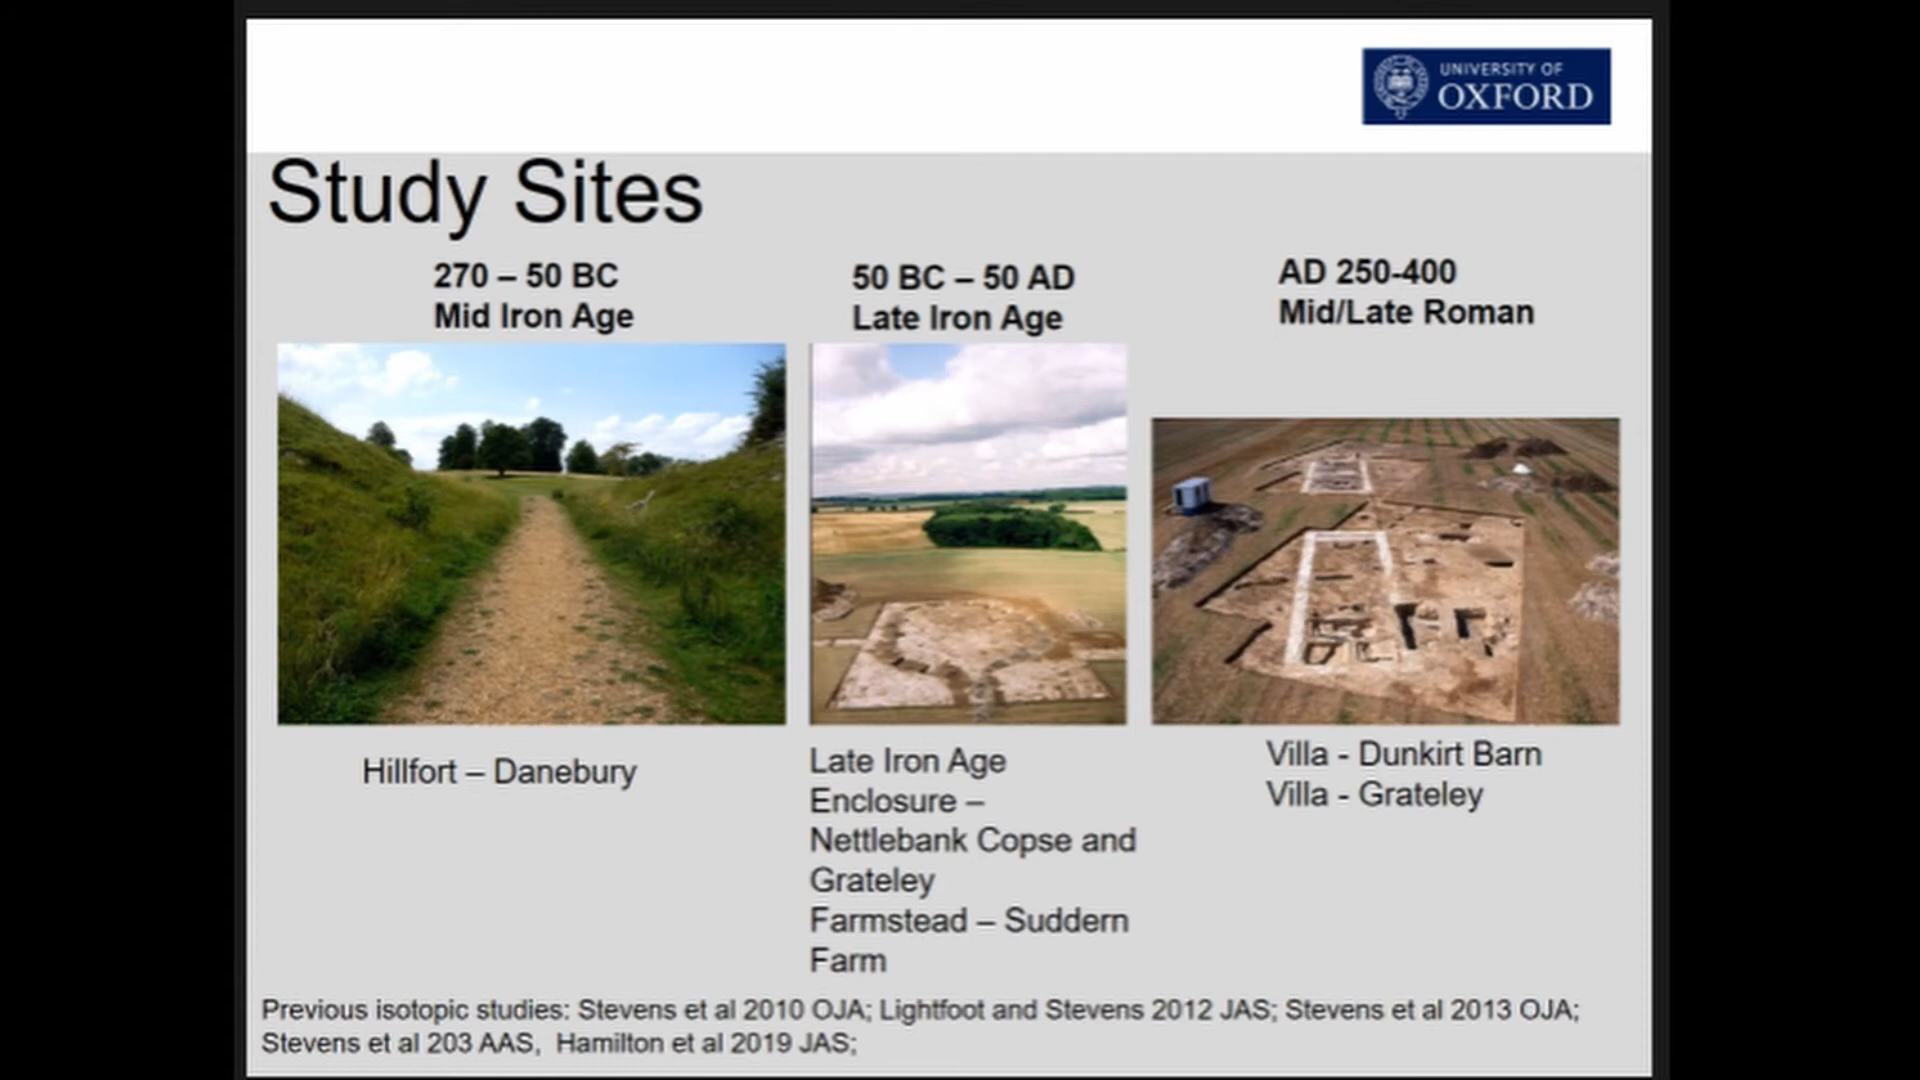 UNIVERSITY OF
OXFORD
Study Sites
270 – 50 BC
Mid Iron Age
50 BC – 50 AD
Late Iron Age
AD 250-400
Mid/Late Roman
Hillfort – Danebury
Late Iron Age
Enclosure –
Nettlebank Copse and
Grateley
Farmstead – Suddern
Farm
Villa - Dunkirt Barn
Villa - Grateley
Previous isotopic studies: Stevens et al 2010 OJA; Lightfoot and Stevens 2012 JAS; Stevens et al 2013 OJA;
Stevens et al 203 AAS, Hamilton et al 2019 JAS;